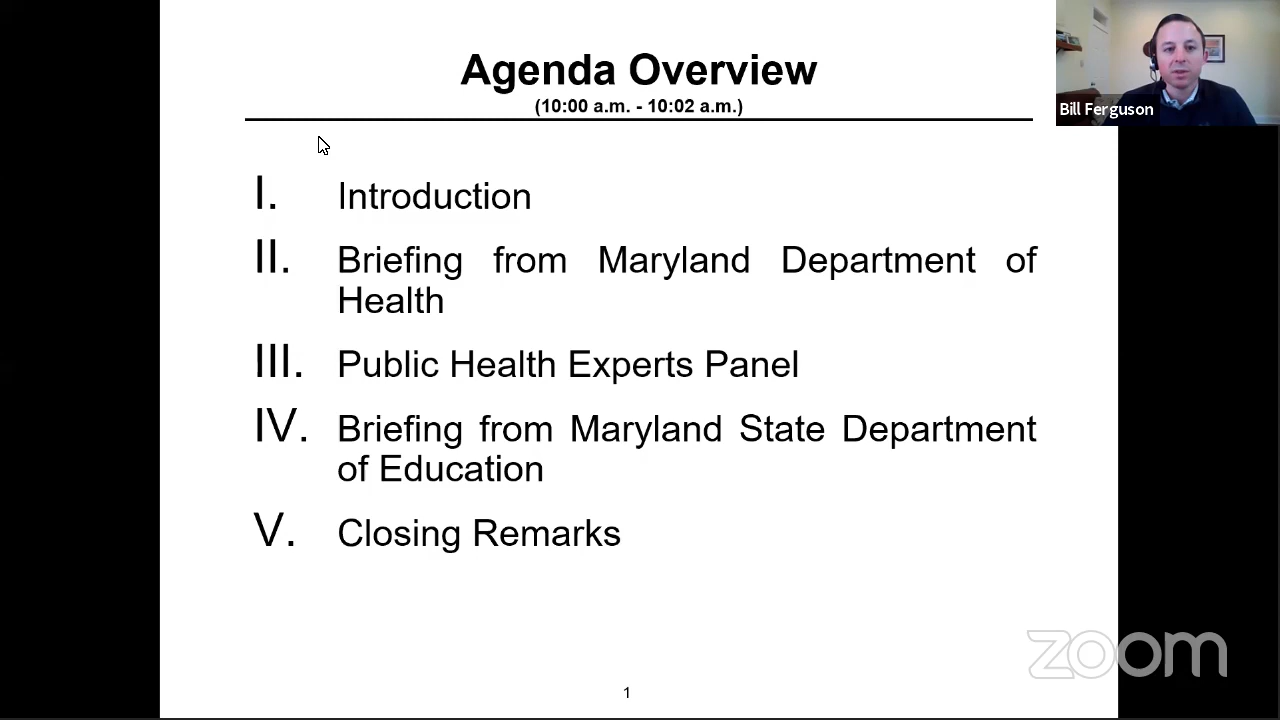 Agenda Overview
(10:00 a.m. - 10:02 a.m.)
Bill Ferguson
I. Introduction
II. Briefing from Maryland Department of
Health
III. Public Health Experts Panel
IV. Briefing from Maryland State Department
of Education
V. Closing Remarks
zoom
1